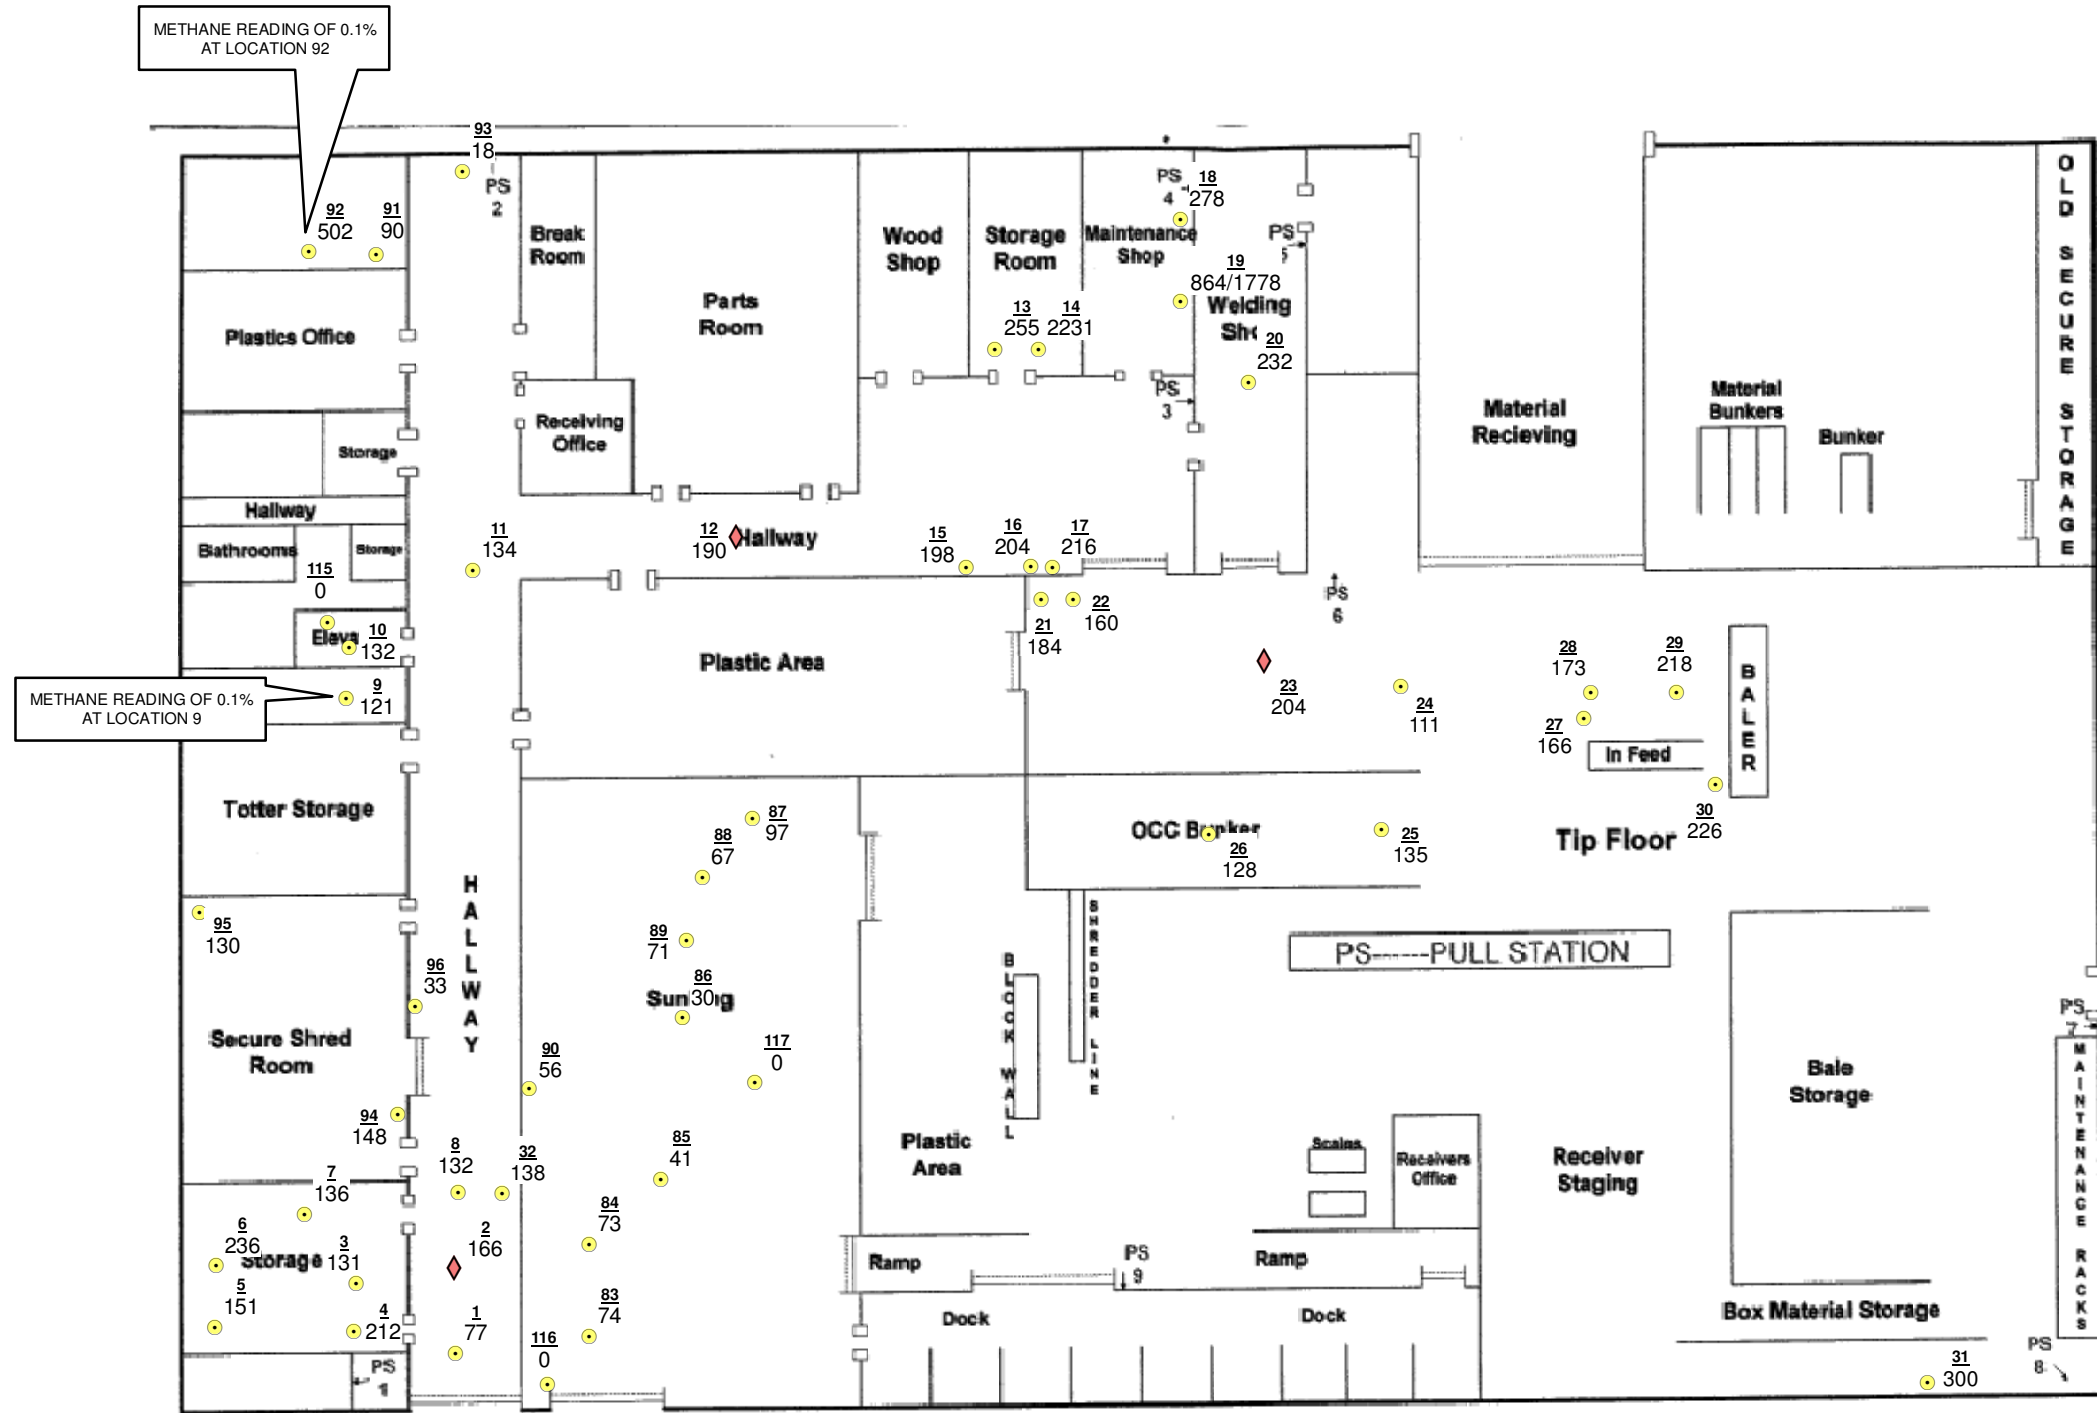 METHANE READING OF 0.1%
AT LOCATION 92
93
18
PS
2
92
502
91
90
Plastics Office
Storage
Hallway
Bathrooms
Storage
115
0
10
132
METHANE READING OF 0.1%
AT LOCATION 9
9
121
Totter Storage
95
130
96
33
Secure Shred
Room
94
148
7
136
6
236
Storage
3
131
5
151
4
212
PS
HALLWAY
8
132
32
138
2
166
1
77
116
0
11
134
Break
Room
Receiving
Office
Parts
Room
12
190
Hallway
Wood
Shop
Storage
Room
13
255
14
2231
Maintenance
Shop
PS
4
18
278
PS
5
19
864/1778
Welding
20
232
PS
3
15
198
16
204
17
216
21
184
22
160
PS
6
Plastic Area
23
204
24
111
Material
Recieving
Material
Bunkers
Bunker
OLD SECURE STORAGE
28
173
29
218
27
166
In Feed
BALER
30
226
Tip Floor
OCC
26
128
25
135
87
97
88
67
89
71
86
30
90
56
117
0
85
41
84
73
83
74
BLOCK WALL
SHREDDER LINE
PS-----PULL STATION
Plastic
Area
Scales
Receivers
Office
Receiver
Staging
Bale
Storage
PS
7
MAINTENANCE RACKS
Ramp
PS
9
Ramp
Dock
Dock
Box Material Storage
PS
8
31
300